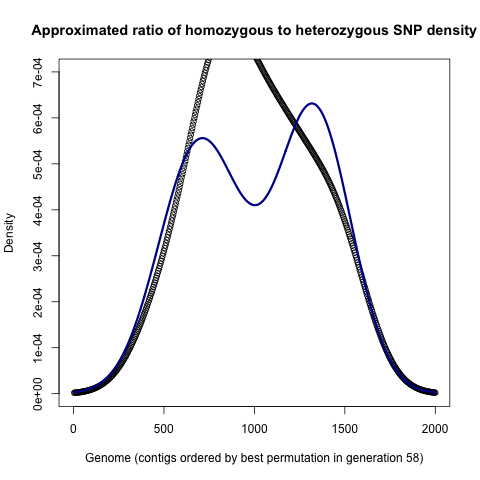 Approximated ratio of homozygous to heterozygous SNP density
7e-04
6e-04
5e-04
4e-04
3e-04
2e-04
1e-04
0e+00
Density
0 500 1000 1500 2000
Genome (contigs ordered by best permutation in generation 58)